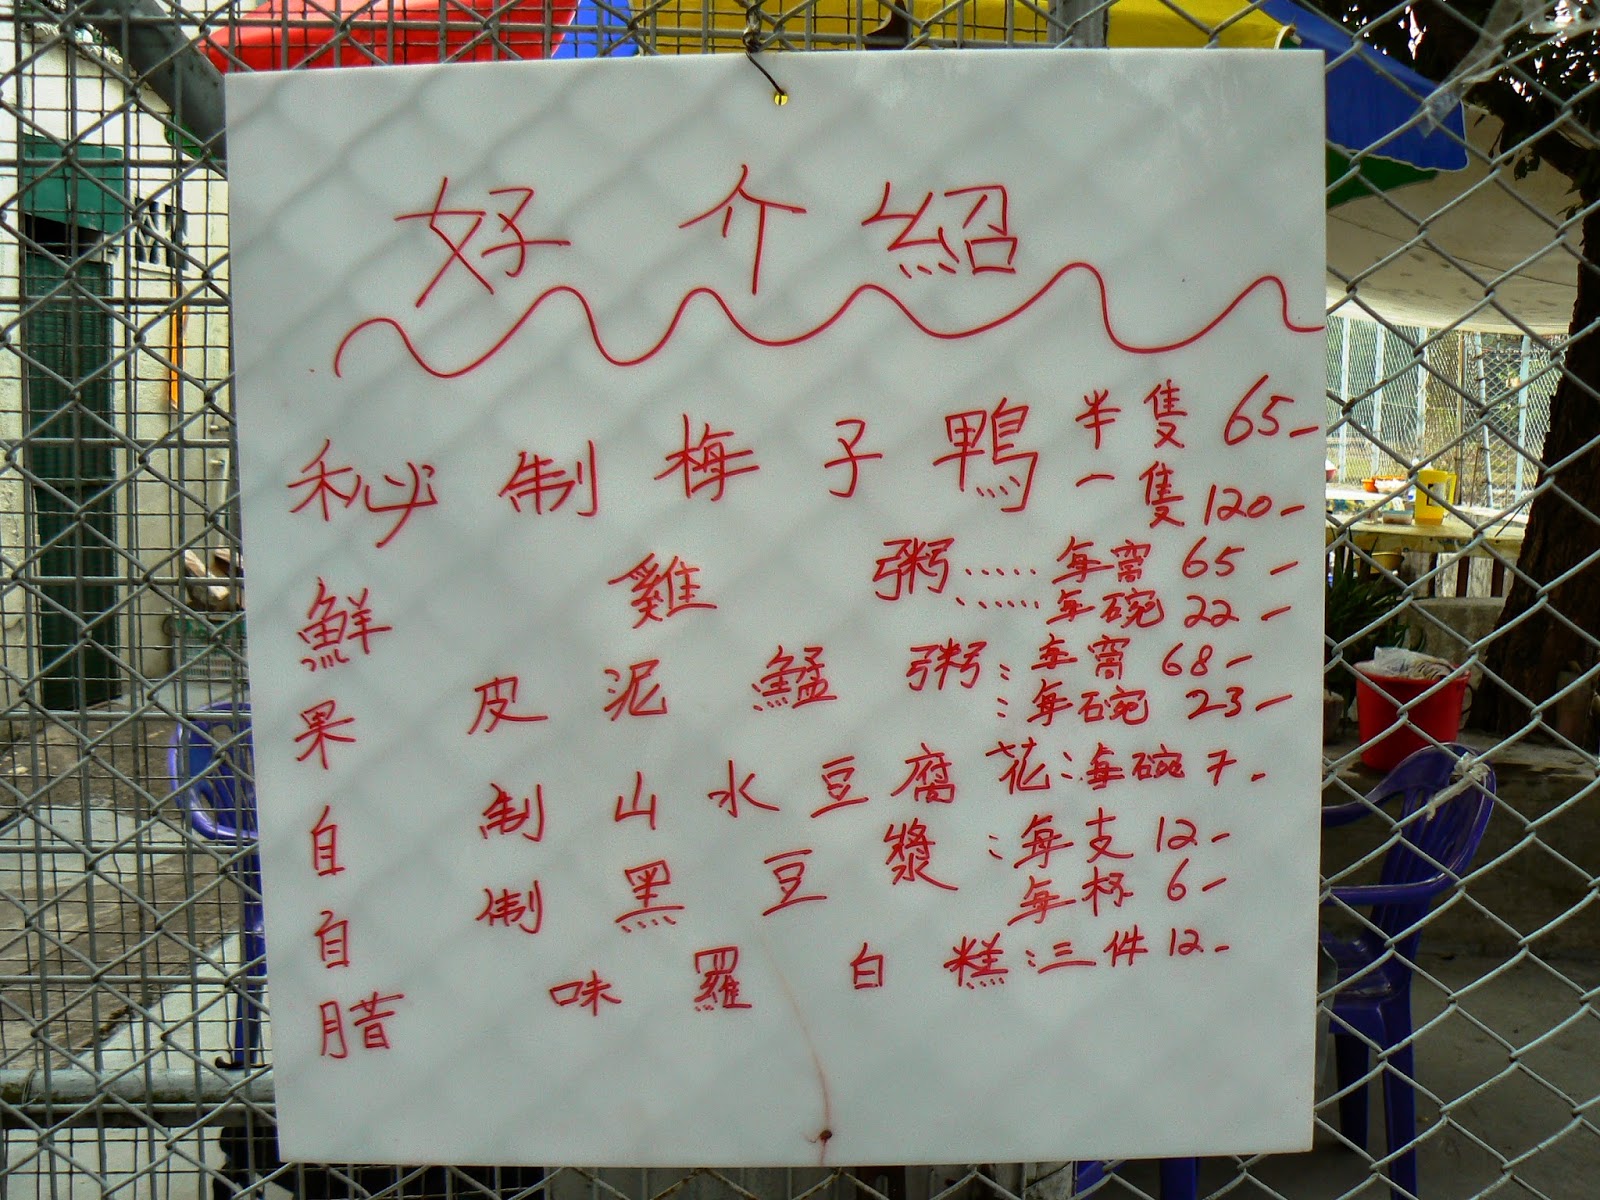 好介紹
秘制梅子鴨 半隻 65-
一隻 120-
鮮雞粥......每窩 65-
......每碗 22-
果皮泥鯭粥:每窩 68-
:每碗 23-
自制山水豆腐花:每碗 7-
自制黑豆漿:每支 12-
每杯 6-
腊味羅白糕:三件 12-